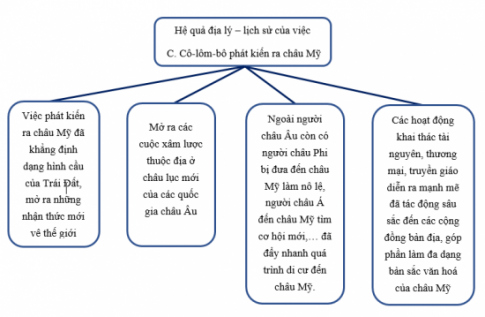 Hệ quả địa lý – lịch sử của việc
C. Cô-lôm-bô phát kiến ra châu Mỹ
Việc phát kiến
ra châu Mỹ đã
khẳng định
dạng hình cầu
của Trái Đất,
mở ra những
nhận thức mới
về thế giới
Mở ra các
cuộc xâm lược
thuộc địa ở
châu lục mới
của các quốc
gia châu Âu
Ngoài người
châu Âu còn có
người châu Phi
bị đưa đến châu
Mỹ làm nô lệ,
người châu Á
đến châu Mỹ tìm
cơ hội mới,… đã
đẩy nhanh quá
trình di cư đến
châu Mỹ.
Các hoạt động
khai thác tài
nguyên, thương
mại, truyền giáo
diễn ra mạnh mẽ
đã tác động sâu
sắc đến các cộng
đồng bản địa, góp
phần làm đa dạng
bản sắc văn hoá
của châu Mỹ